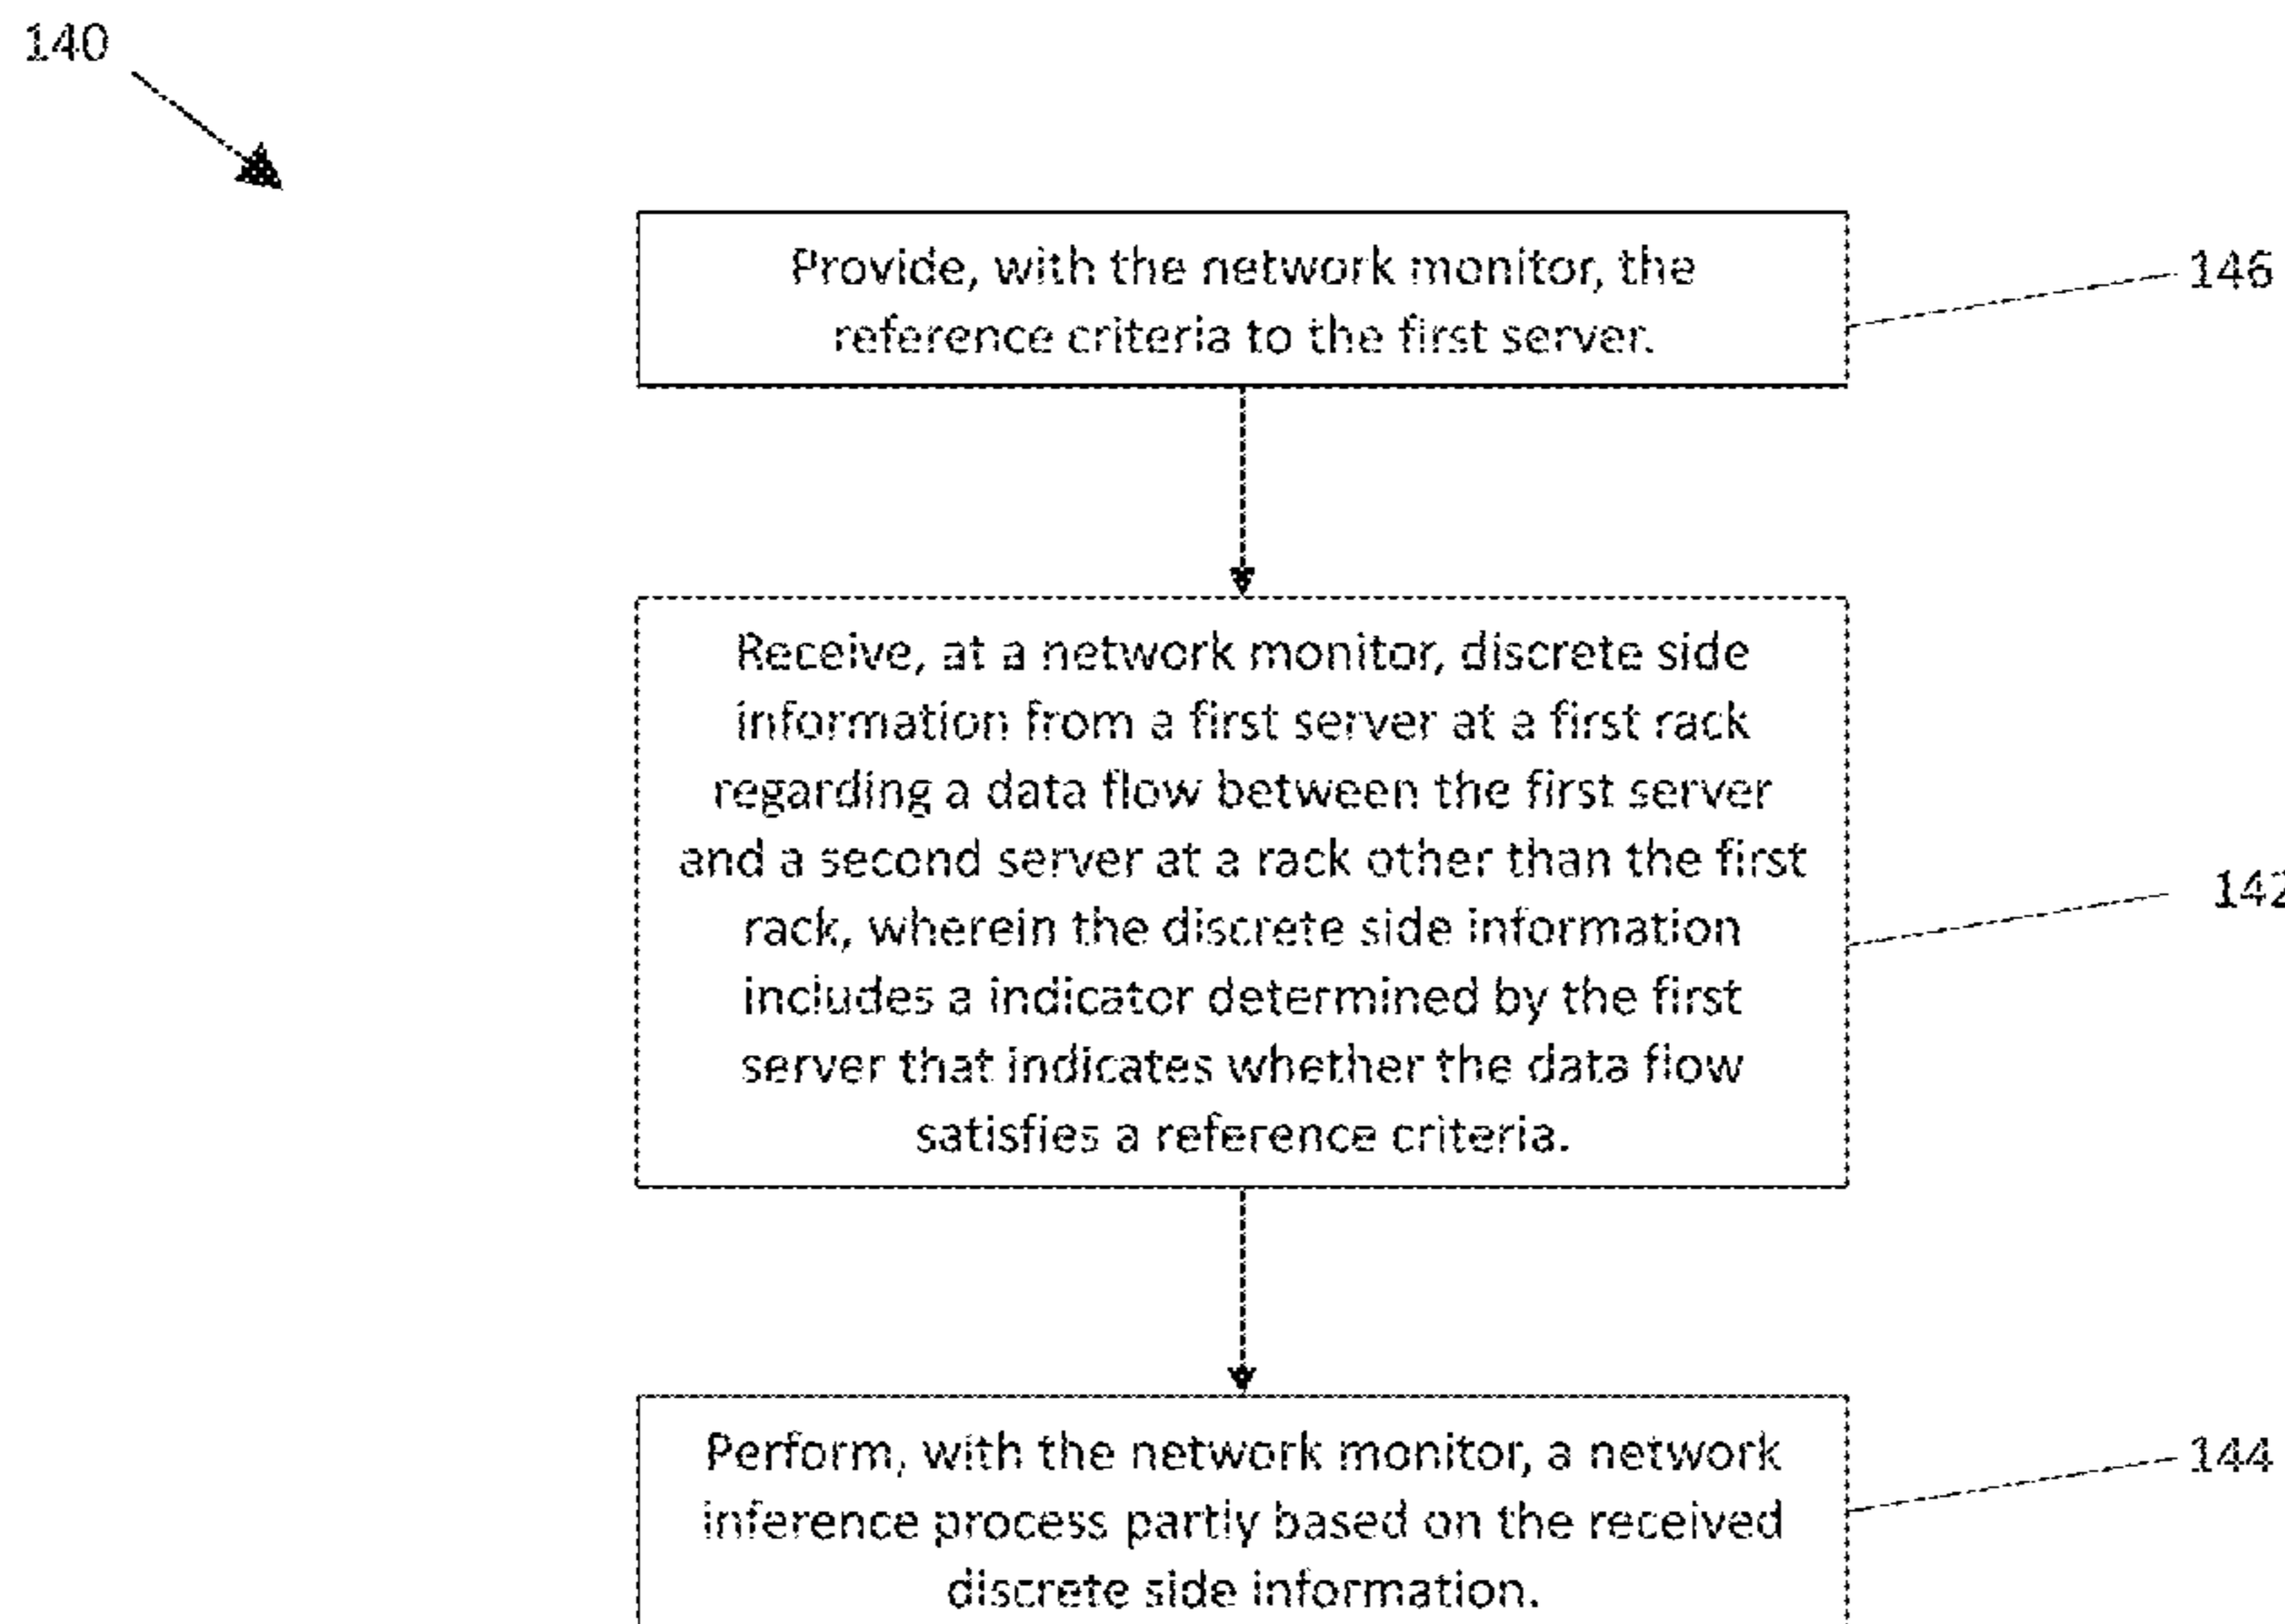 140
Provide, with the network monitor, the
reference criteria to the first server.
146
Receive, at a network monitor, discrete side
information from a first server at a first rack
regarding a data flow between the first server
and a second server at a rack other than the first
rack, wherein the discrete side information
includes a indicator determined by the first
server that indicates whether the data flow
satisfies a reference criteria.
142
Perform, with the network monitor, a network
inference process partly based on the received
discrete side information.
144